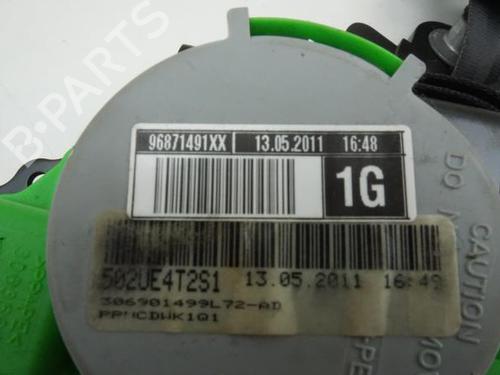 B-PARTS
96871491XX 13.05.2011 16:48
1G
502UE4T2S1 13.05.2011 16:49
306901499L72-AD
PPHCDWK1Q1
CAUTION
DO